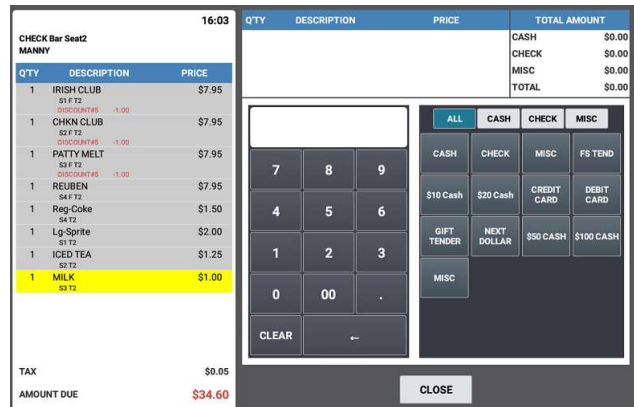 16:03
CHECK Bar Seat2
MANNY
Q'TY DESCRIPTION PRICE
1 IRISH CLUB $7.95
S1 F T2
DISCOUNT#5 -1.00
1 CHKN CLUB $7.95
S2 F T2
DISCOUNT#5 -1.00
1 PATTY MELT $7.95
S3 F T2
DISCOUNT#5 -1.00
1 REUBEN $7.95
S4 F T2
1 Reg-Coke $1.50
S4 T2
1 Lg-Sprite $2.00
S1 T2
1 ICED TEA $1.25
S2 T2
1 MILK $1.00
S3 T2
TAX $0.05
AMOUNT DUE $34.60
Q'TY DESCRIPTION PRICE TOTAL AMOUNT
CASH $0.00
CHECK $0.00
MISC $0.00
TOTAL $0.00
7 8 9
4 5 6
1 2 3
0 00 .
CLEAR ←
ALL CASH CHECK MISC
CASH CHECK MISC FS TEND
$10 Cash $20 Cash CREDIT CARD DEBIT CARD
GIFT TENDER NEXT DOLLAR $50 CASH $100 CASH
MISC
CLOSE